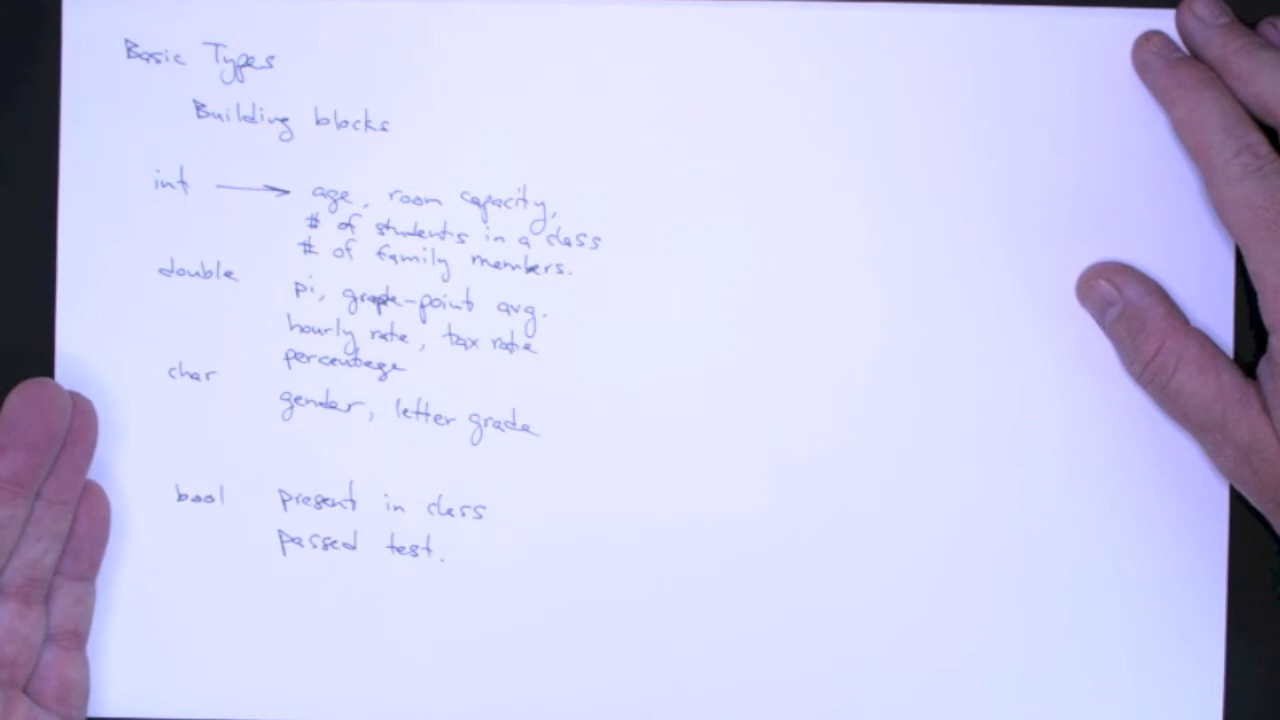 Basic Types
Building blocks
int → age, room capacity,
# of students in a class
# of family members.
double pi, grade-point avg.
hourly rate, tax rate
percentage
char gender, letter grade
bool present in class
passed test.